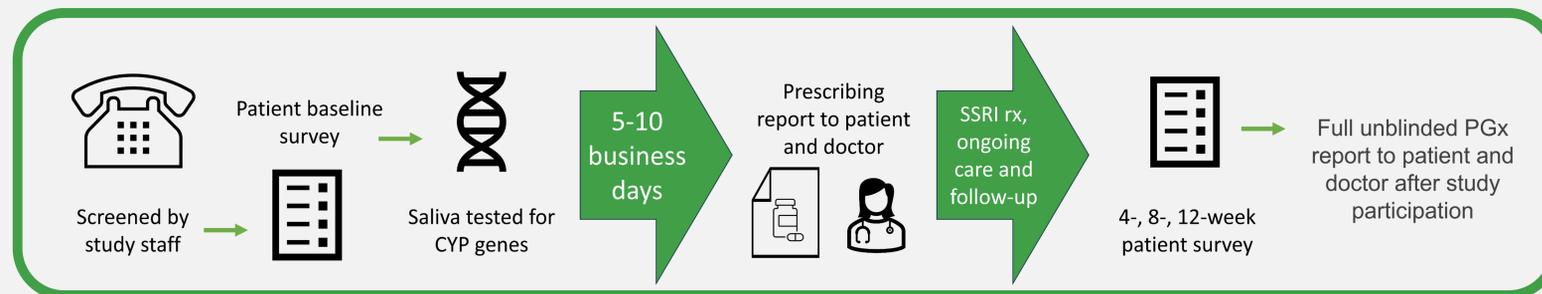 Screened by
study staff
Patient baseline
survey
Saliva tested for
CYP genes
5-10
business
days
Prescribing
report to patient
and doctor
SSRI rx,
ongoing
care and
follow-up
4-, 8-, 12-week
patient survey
Full unblinded PGx
report to patient and
doctor after study
participation